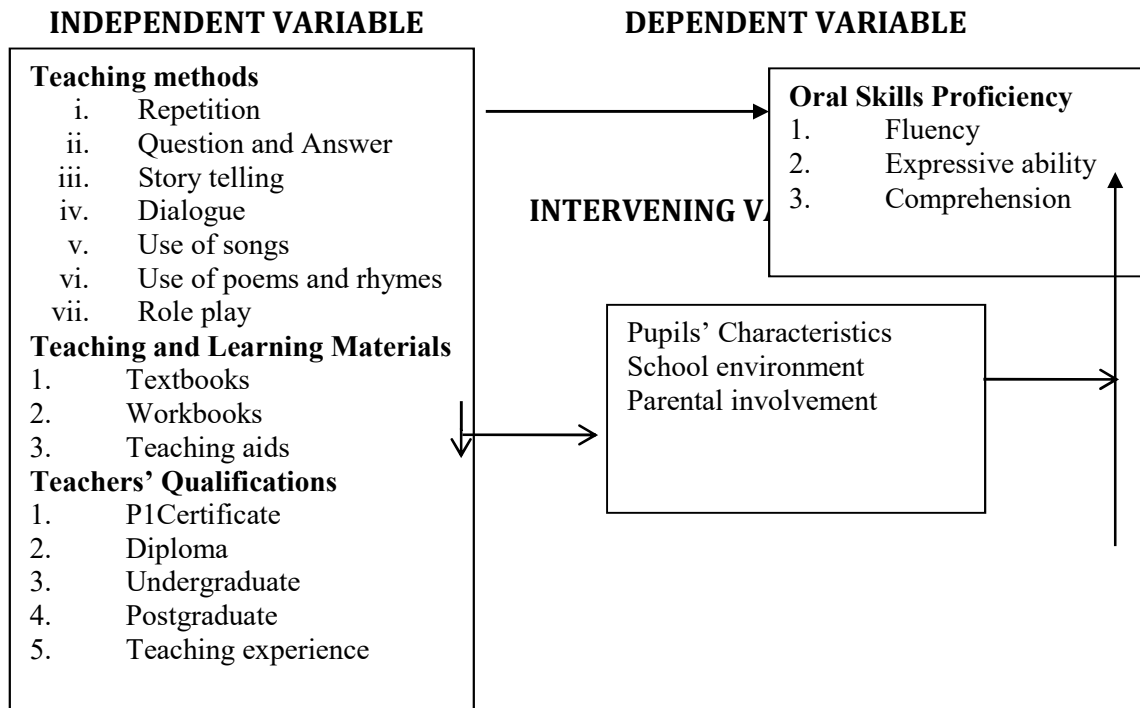 INDEPENDENT VARIABLE
Teaching methods
i. Repetition
ii. Question and Answer
iii. Story telling
iv. Dialogue
v. Use of songs
vi. Use of poems and rhymes
vii. Role play
Teaching and Learning Materials
1. Textbooks
2. Workbooks
3. Teaching aids
Teachers’ Qualifications
1. P1Certificate
2. Diploma
3. Undergraduate
4. Postgraduate
5. Teaching experience
DEPENDENT VARIABLE
Oral Skills Proficiency
1. Fluency
2. Expressive ability
3. Comprehension
INTERVENING
Pupils’ Characteristics
School environment
Parental involvement